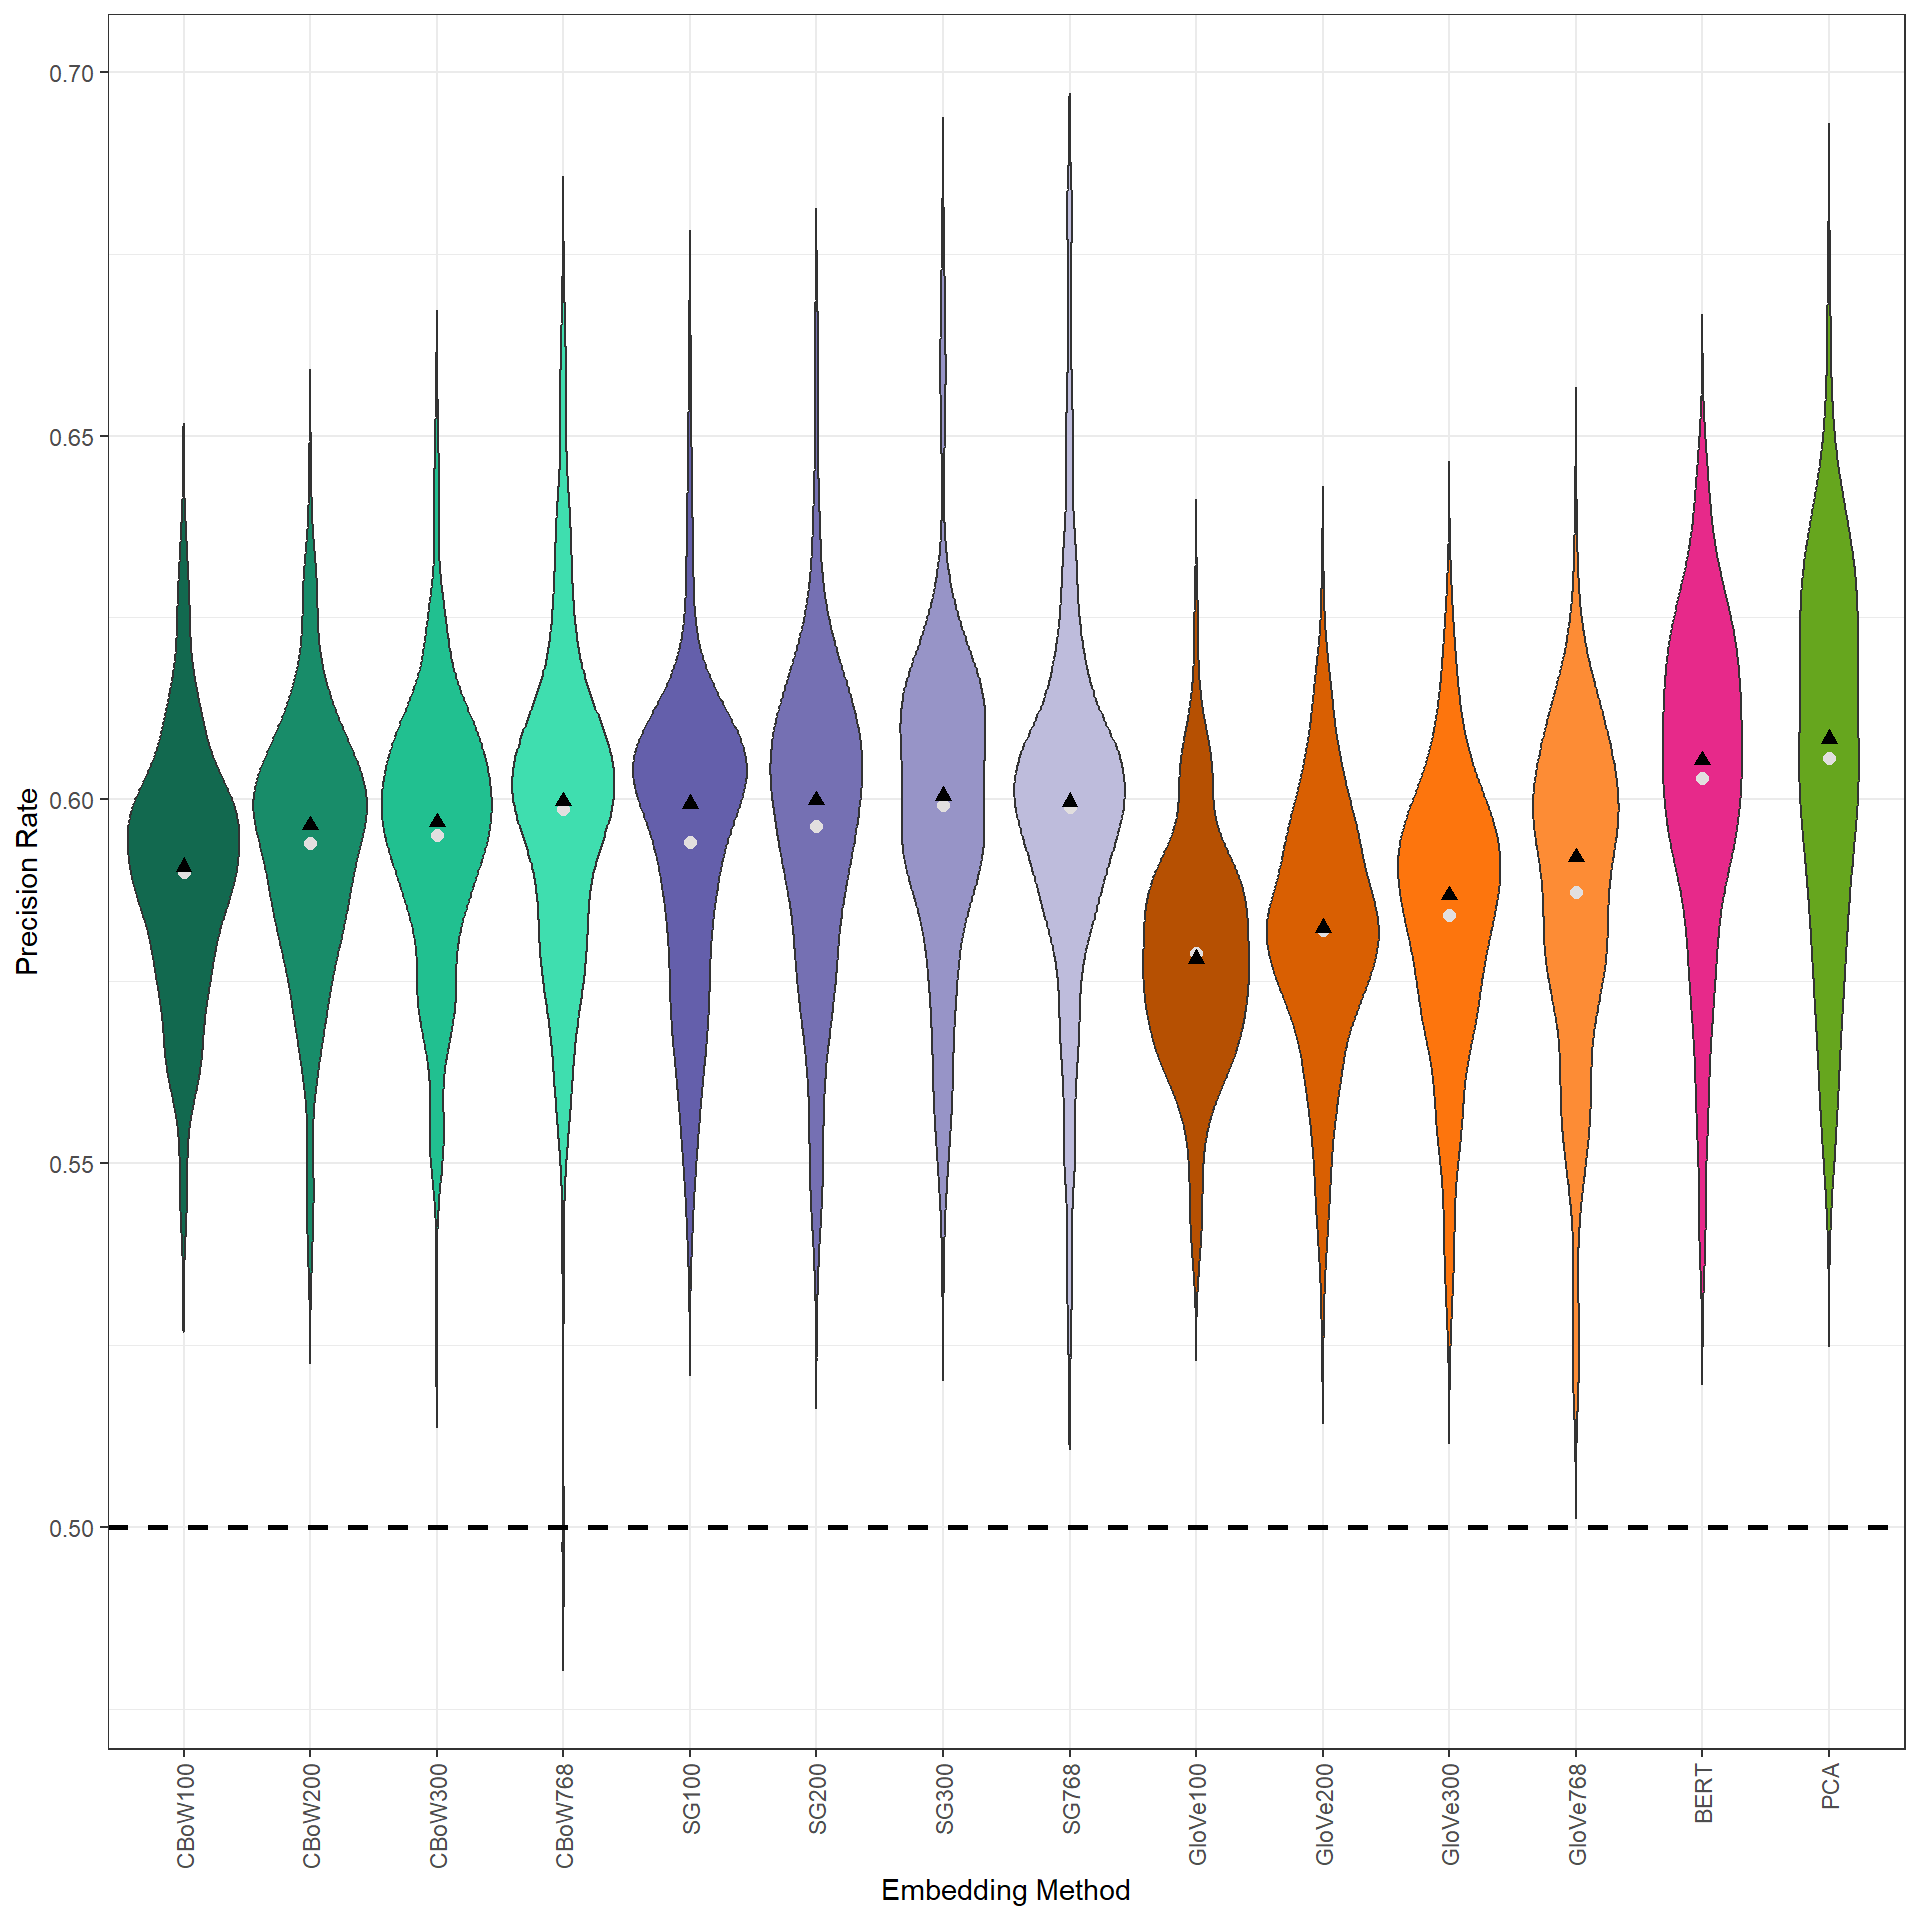 Precision Rate
0.70
0.65
0.60
0.55
0.50
CBoW100
CBoW200
CBoW300
CBoW768
SG100
SG200
SG300
SG768
GloVe100
GloVe200
GloVe300
GloVe768
BERT
PCA
Embedding Method